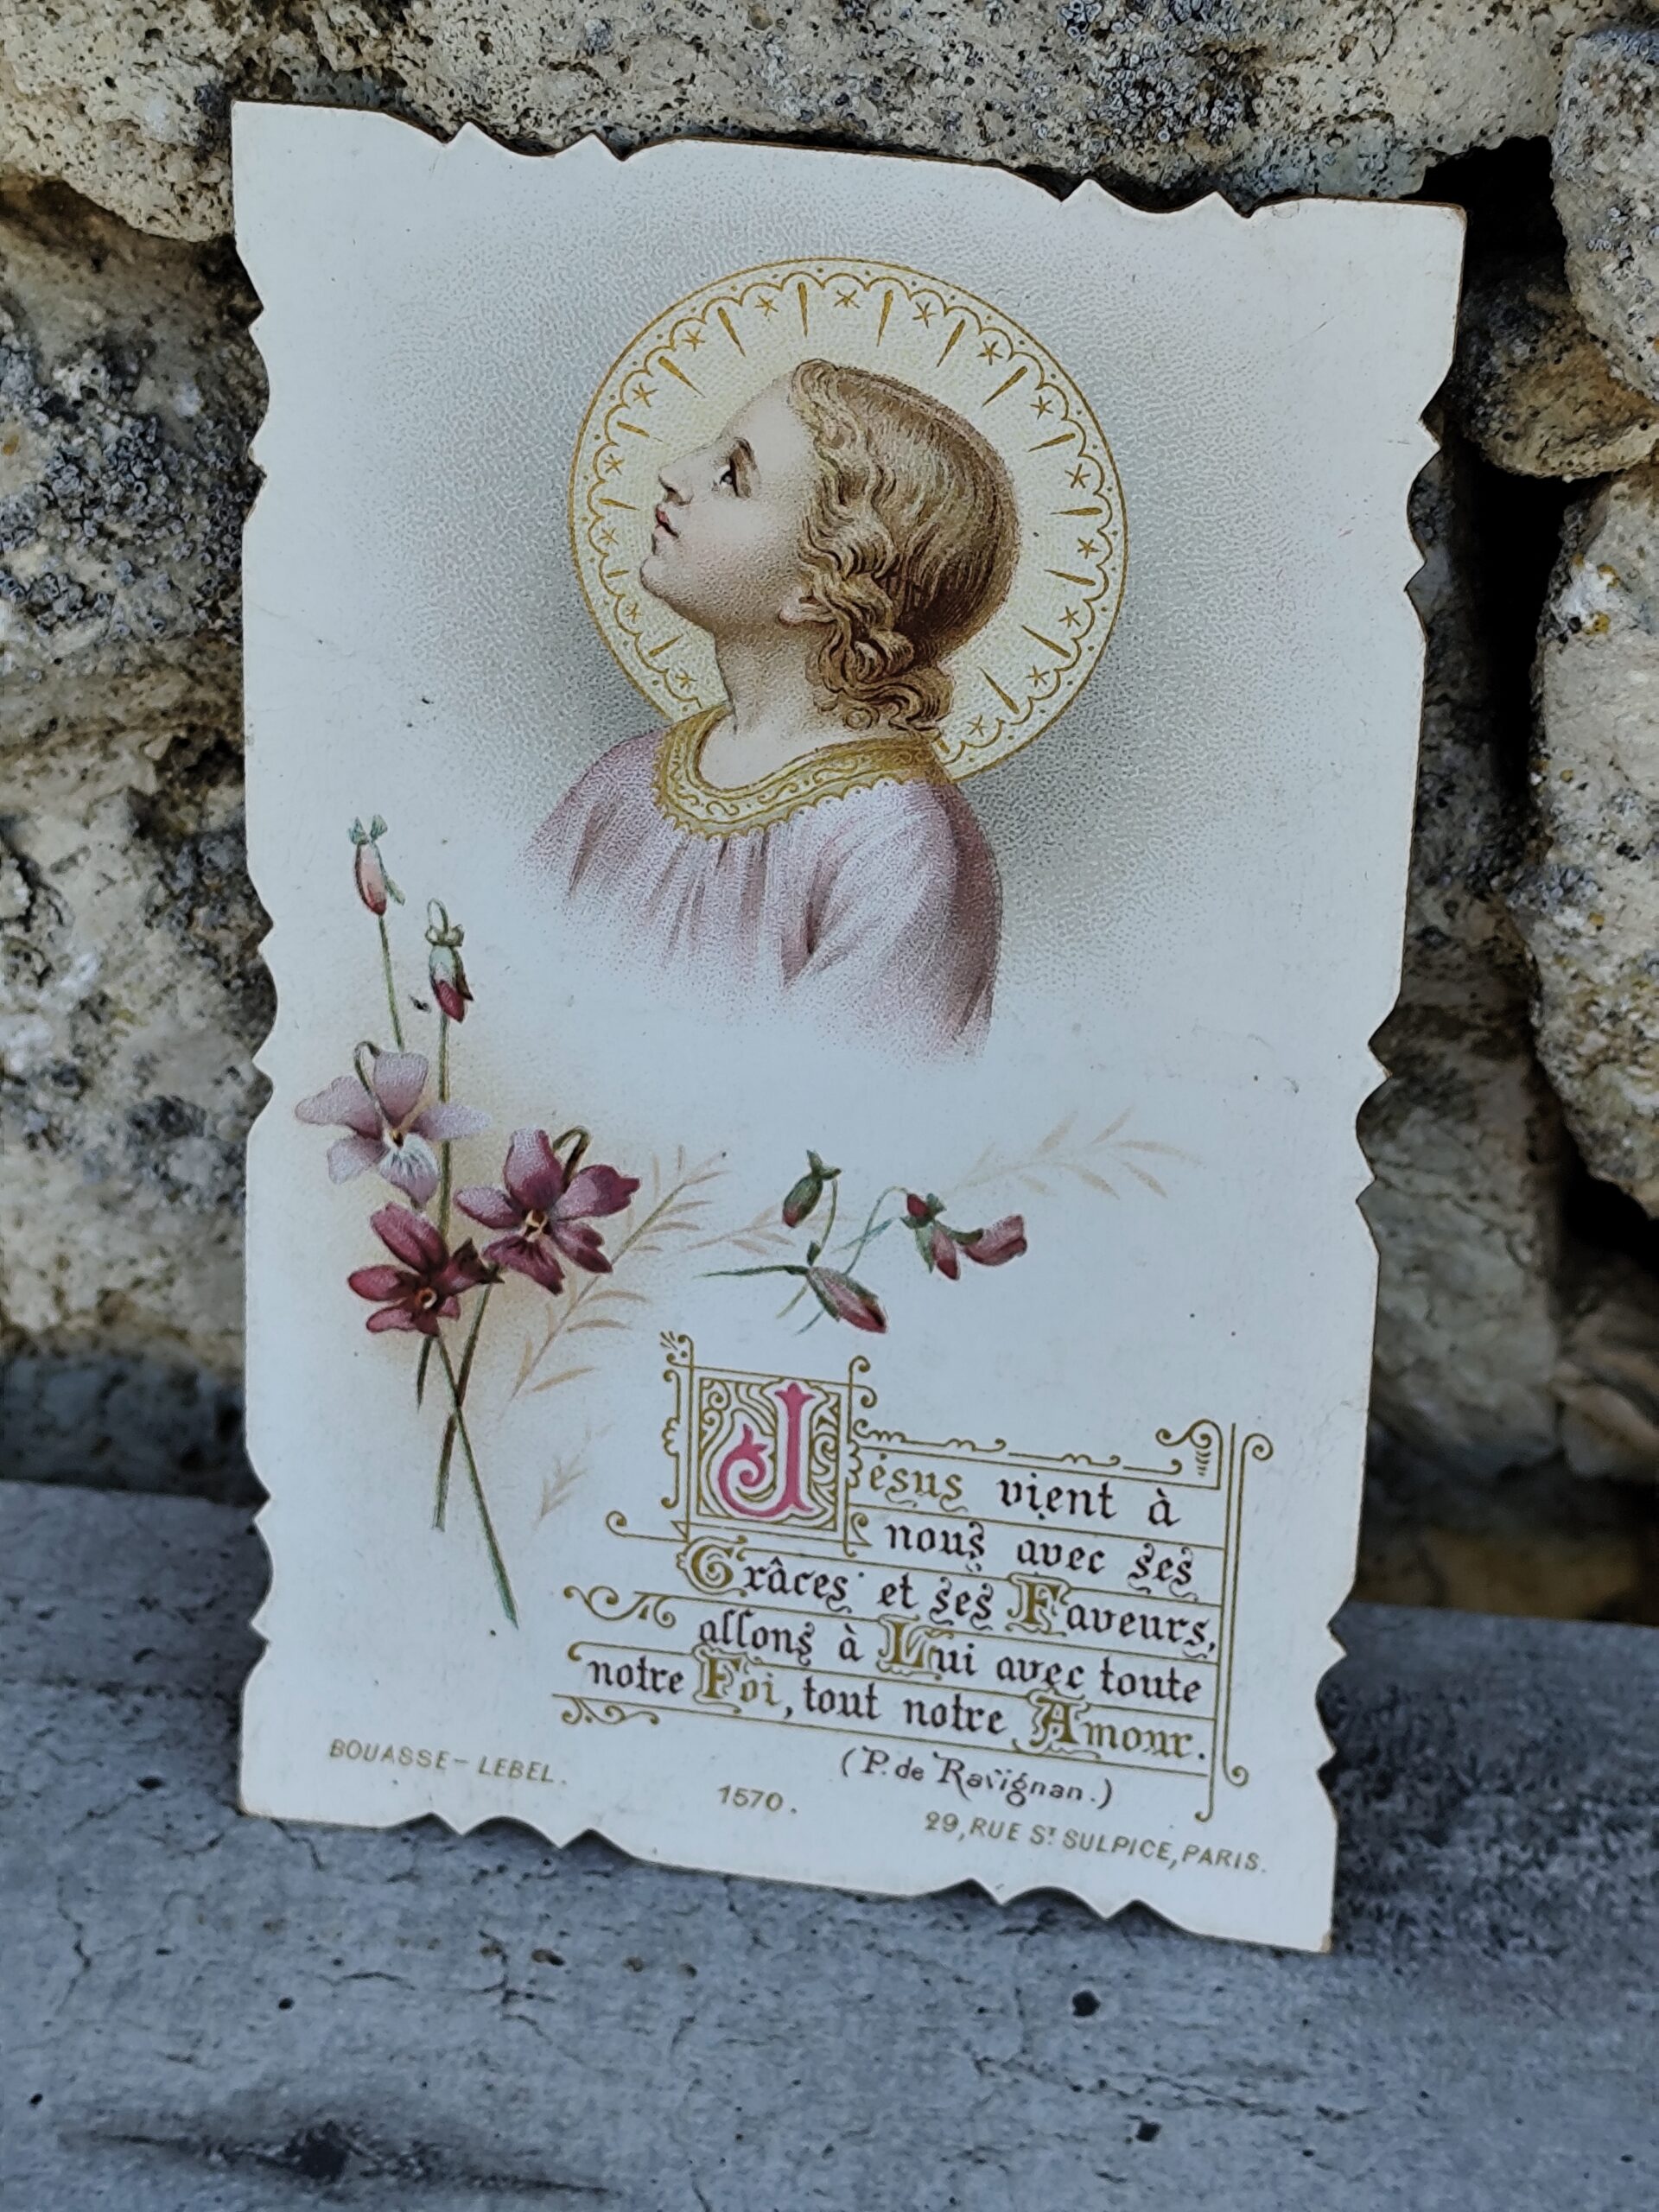 Jésus vient à
nous avec ses
Grâces et ses Faveurs,
allons à Lui avec toute
notre Foi, tout notre Amour.
(P. de Ravignan.)
BOUASSE-LEBEL.
1570.
29, RUE ST SULPICE, PARIS.